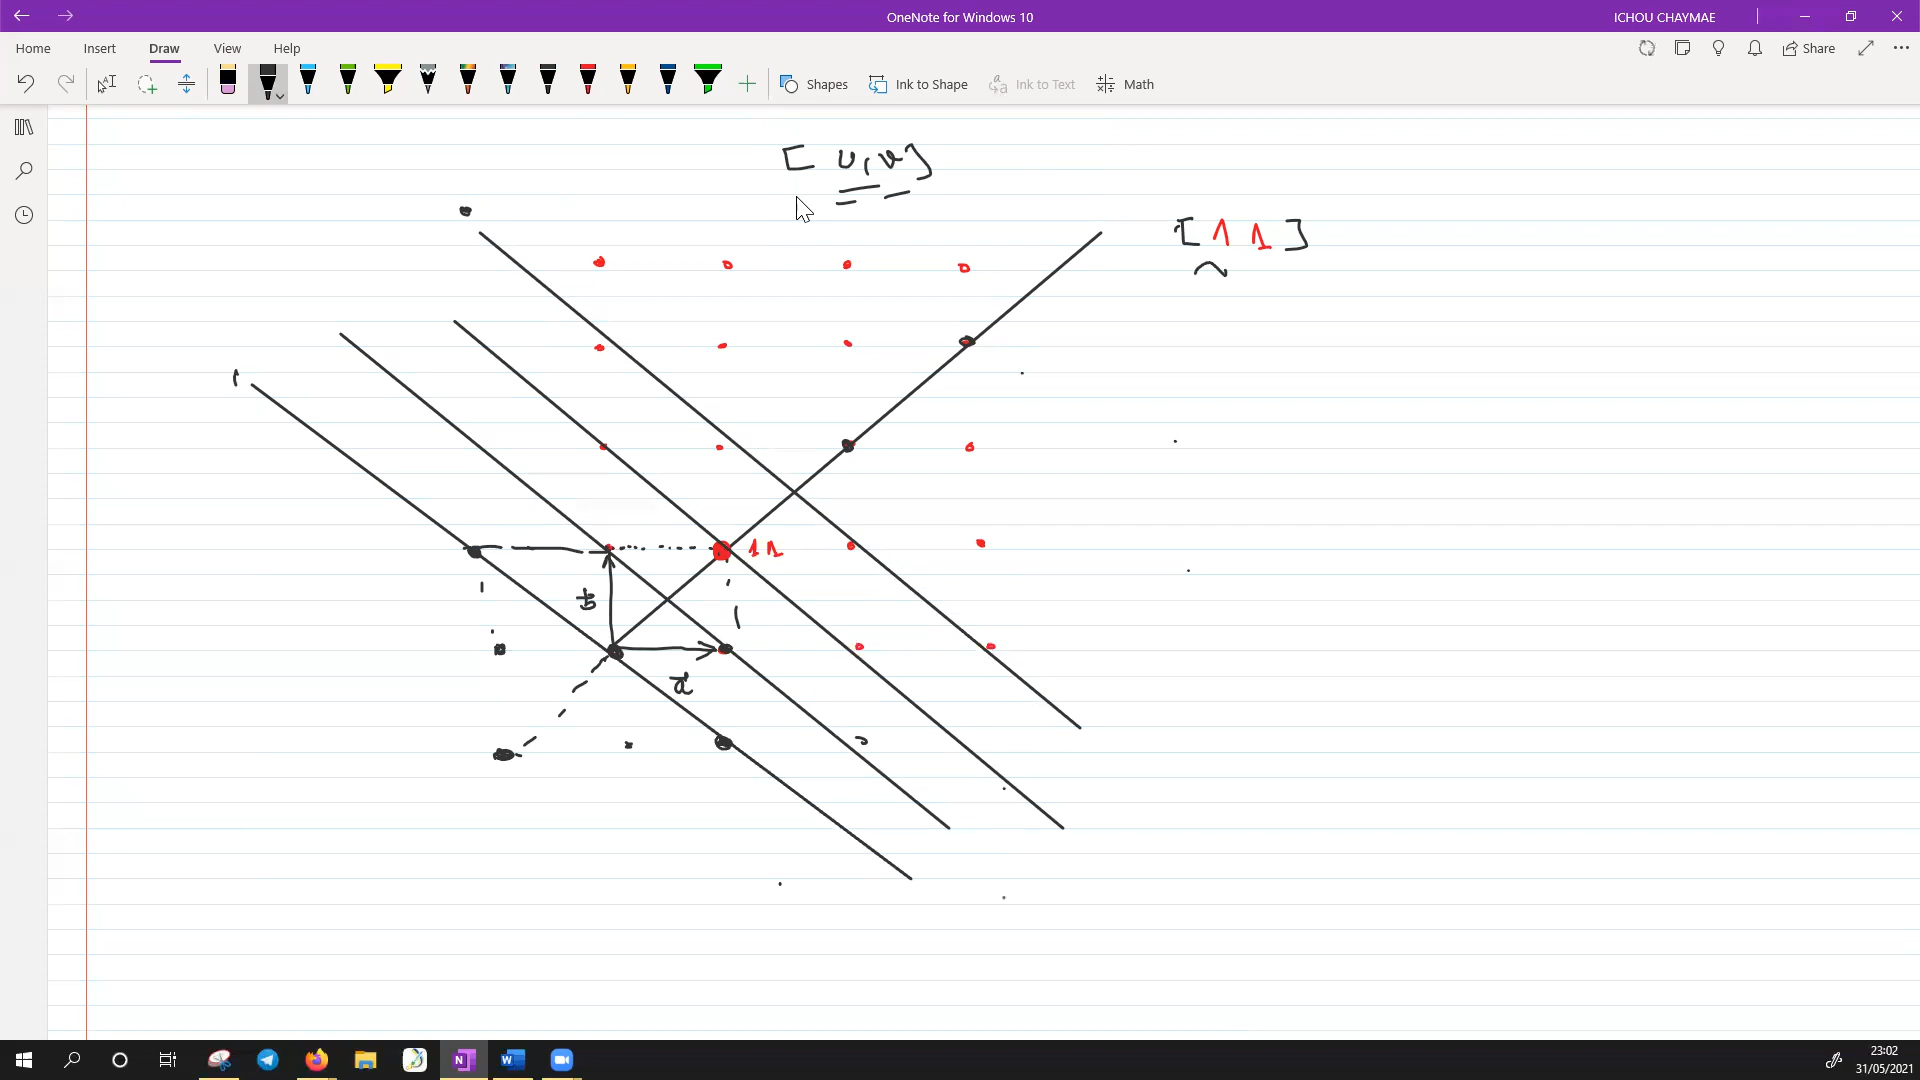 OneNote for Windows 10
ICHOU CHAYMAE
Home Insert Draw View Help
Share
Shapes Ink to Shape Ink to Text Math
[ u, v ]
[ 1 1 ]
1 1
b
a
23:02
31/05/2021